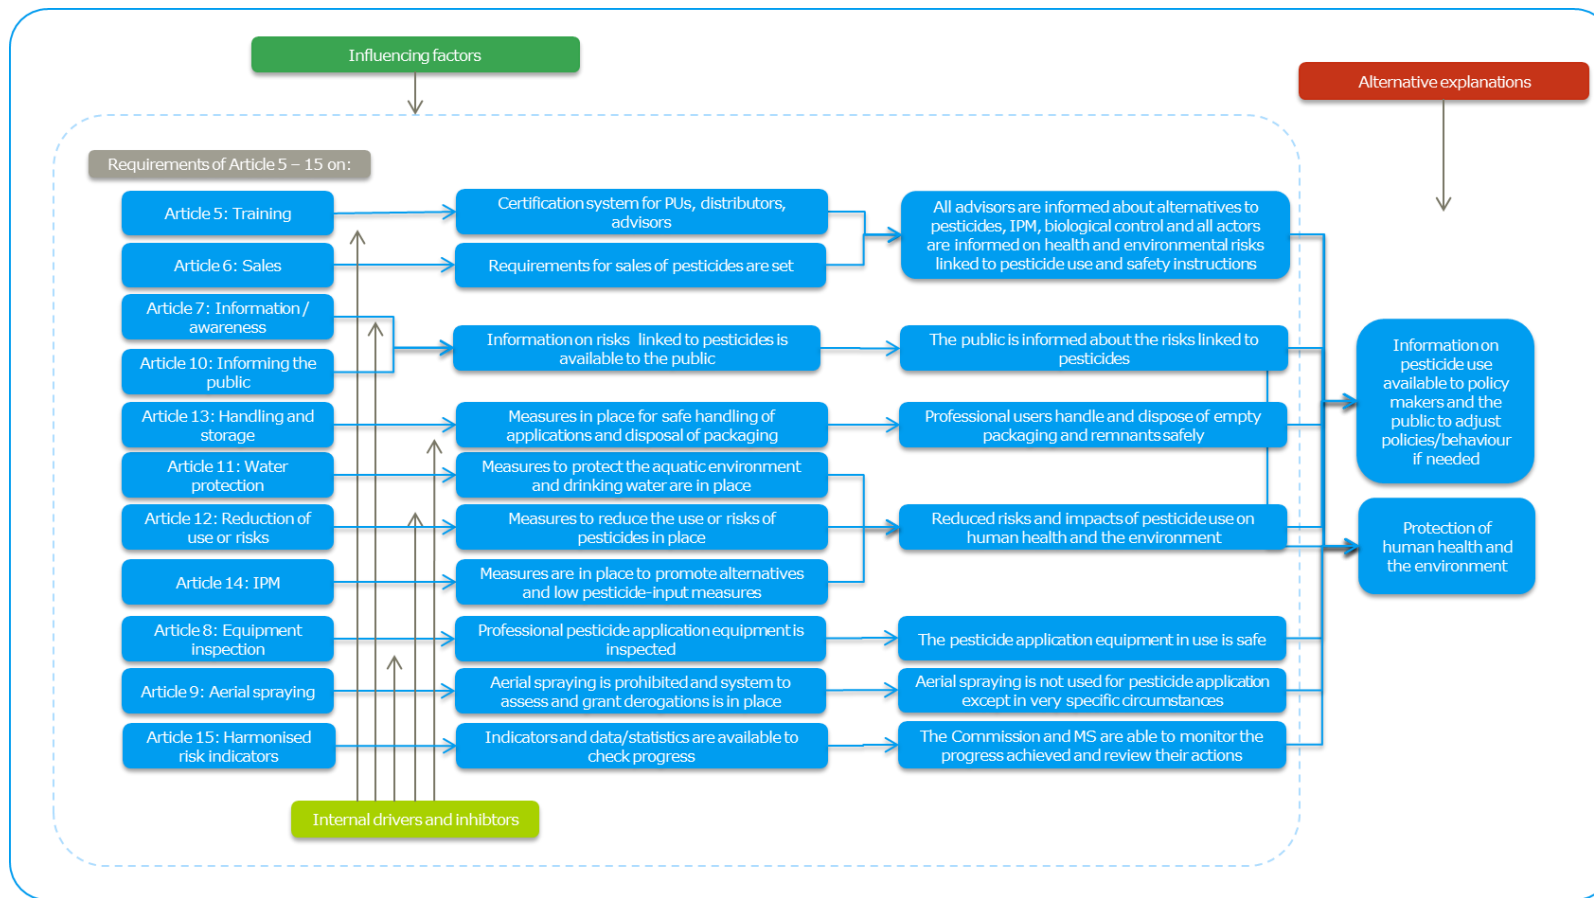 Influencing factors
Alternative explanations
Requirements of Article 5 – 15 on:
Article 5: Training
Certification system for PUs, distributors,
advisors
All advisors are informed about alternatives to
pesticides, IPM, biological control and all actors
are informed on health and environmental risks
linked to pesticide use and safety instructions
Article 6: Sales
Requirements for sales of pesticides are set
Article 7: Information /
awareness
Article 10: Informing the
public
Information on risks linked to pesticides is
available to the public
The public is informed about the risks linked to
pesticides
Article 13: Handling and
storage
Measures in place for safe handling of
applications and disposal of packaging
Professional users handle and dispose of empty
packaging and remnants safely
Article 11: Water
protection
Measures to protect the aquatic environment
and drinking water are in place
Article 12: Reduction of
use or risks
Measures to reduce the use or risks of
pesticides in place
Reduced risks and impacts of pesticide use on
human health and the environment
Article 14: IPM
Measures are in place to promote alternatives
and low pesticide-input measures
Article 8: Equipment
inspection
Professional pesticide application equipment is
inspected
The pesticide application equipment in use is safe
Article 9: Aerial spraying
Aerial spraying is prohibited and system to
assess and grant derogations is in place
Aerial spraying is not used for pesticide application
except in very specific circumstances
Article 15: Harmonised
risk indicators
Indicators and data/statistics are available to
check progress
The Commission and MS are able to monitor the
progress achieved and review their actions
Information on
pesticide use
available to policy
makers and the
public to adjust
policies/behaviour
if needed
Protection of
human health and
the environment
Internal drivers and inhibtors